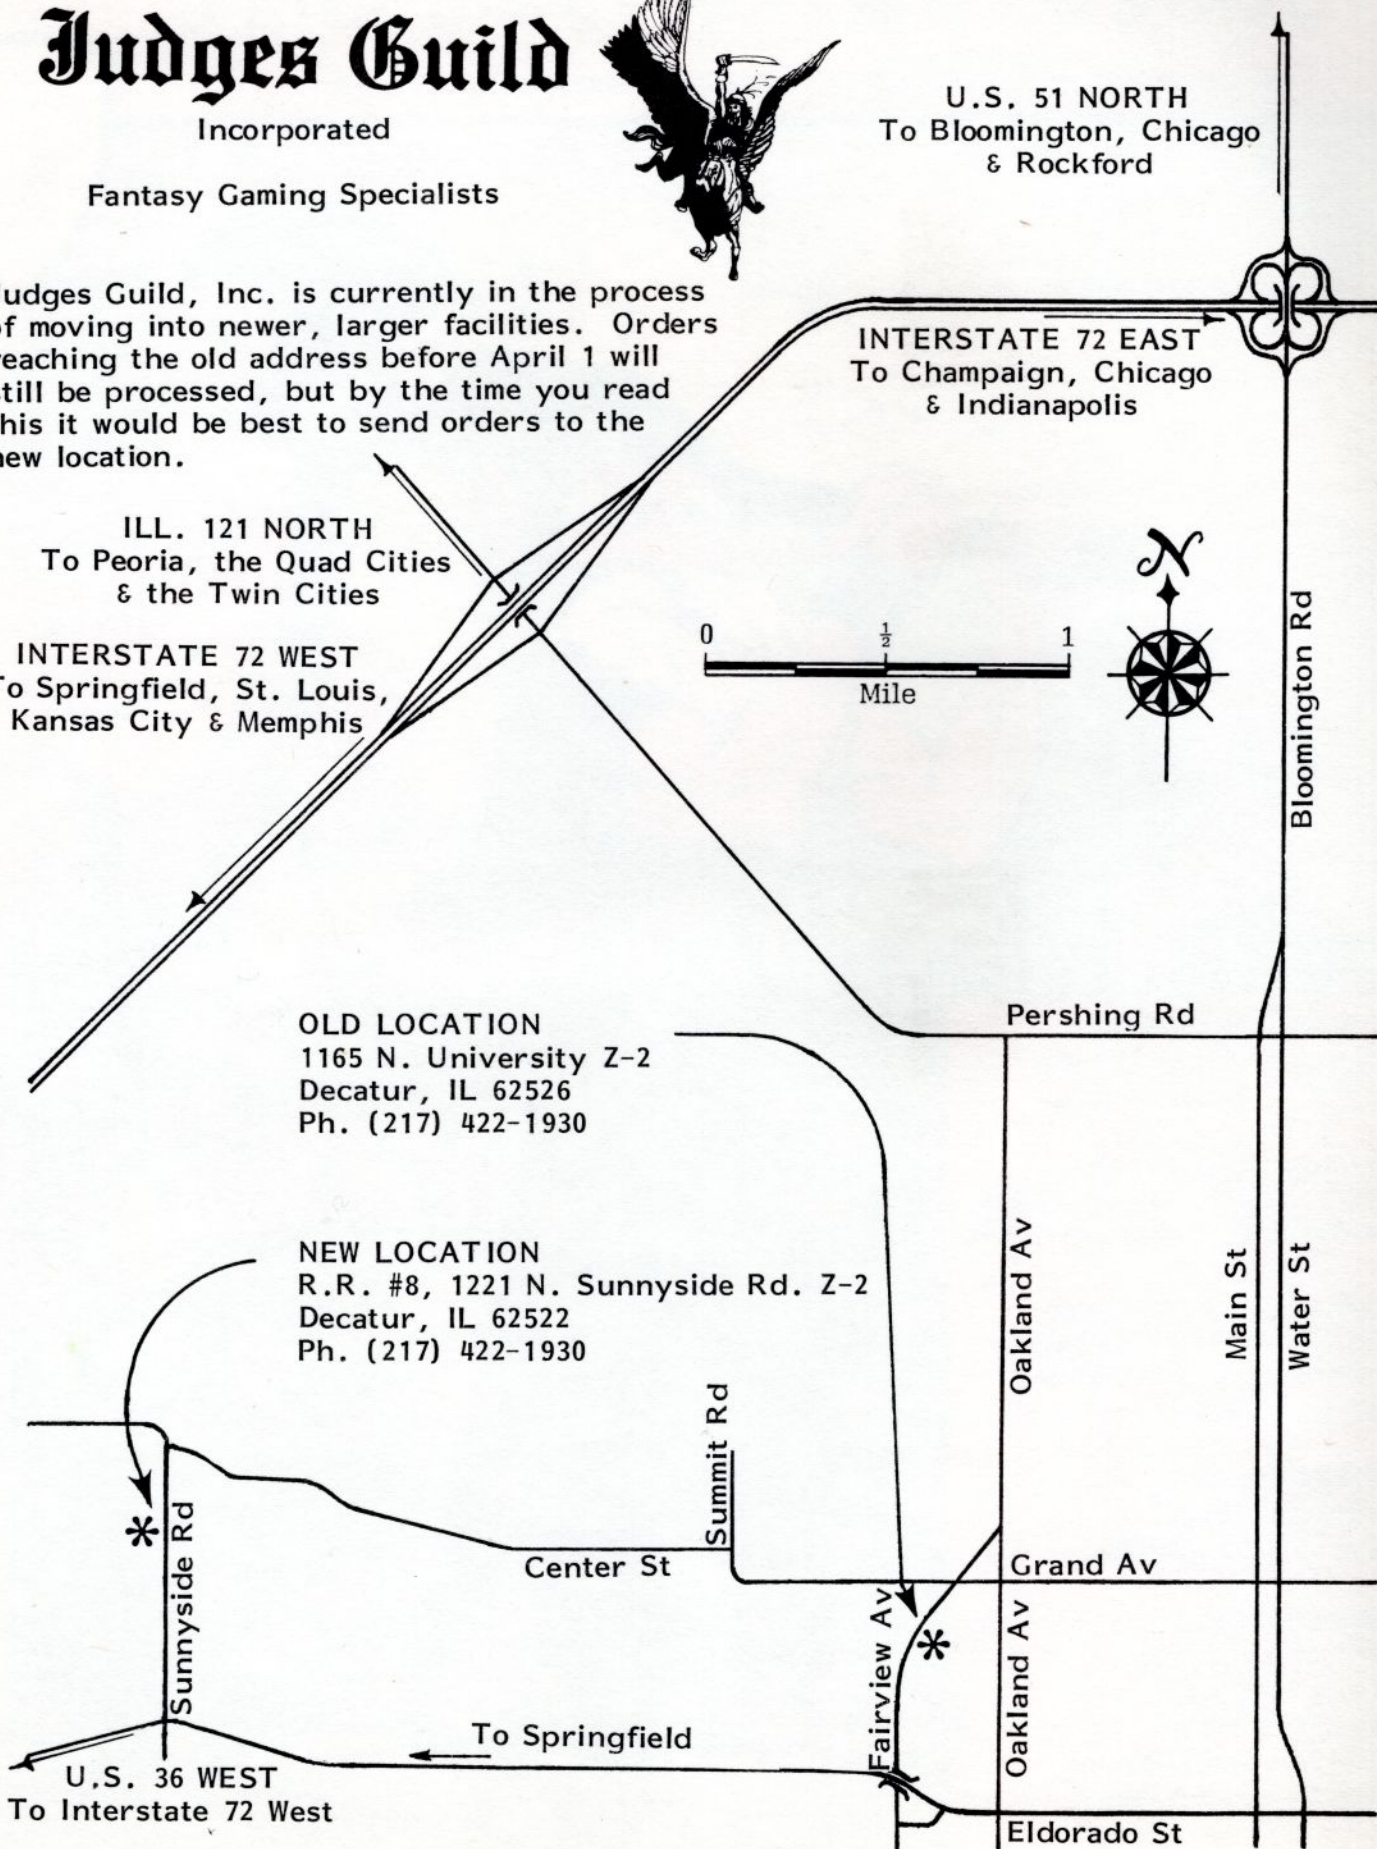 Judges Guild
Incorporated
Fantasy Gaming Specialists
U.S. 51 NORTH
To Bloomington, Chicago
& Rockford
udges Guild, Inc. is currently in the process
f moving into newer, larger facilities. Orders
eaching the old address before April 1 will
till be processed, but by the time you read
his it would be best to send orders to the
ew location.
INTERSTATE 72 EAST
To Champaign, Chicago
& Indianapolis
ILL. 121 NORTH
To Peoria, the Quad Cities
& the Twin Cities
INTERSTATE 72 WEST
To Springfield, St. Louis,
Kansas City & Memphis
N
0 ½ 1
Mile
Bloomington Rd
Pershing Rd
OLD LOCATION
1165 N. University Z-2
Decatur, IL 62526
Ph. (217) 422-1930
NEW LOCATION
R.R. #8, 1221 N. Sunnyside Rd. Z-2
Decatur, IL 62522
Ph. (217) 422-1930
Oakland Av
Main St
Water St
Summit Rd
Sunnyside Rd
Center St
Grand Av
Fairview Av
Oakland Av
To Springfield
U.S. 36 WEST
To Interstate 72 West
Eldorado St